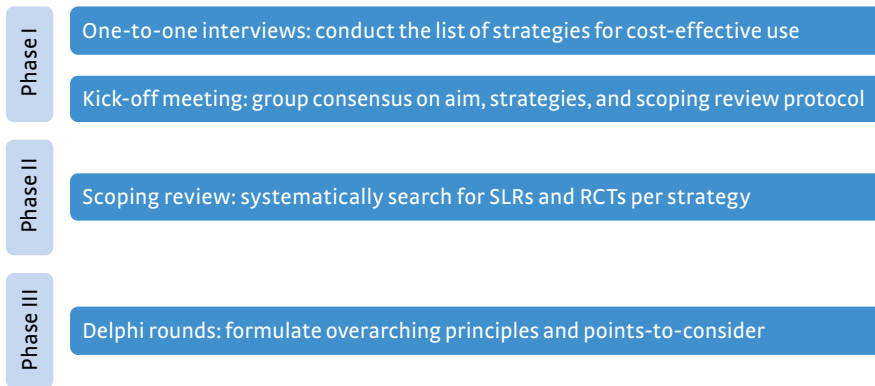 Phase I
One-to-one interviews: conduct the list of strategies for cost-effective use
Kick-off meeting: group consensus on aim, strategies, and scoping review protocol
Phase II
Scoping review: systematically search for SLRs and RCTs per strategy
Phase III
Delphi rounds: formulate overarching principles and points-to-consider